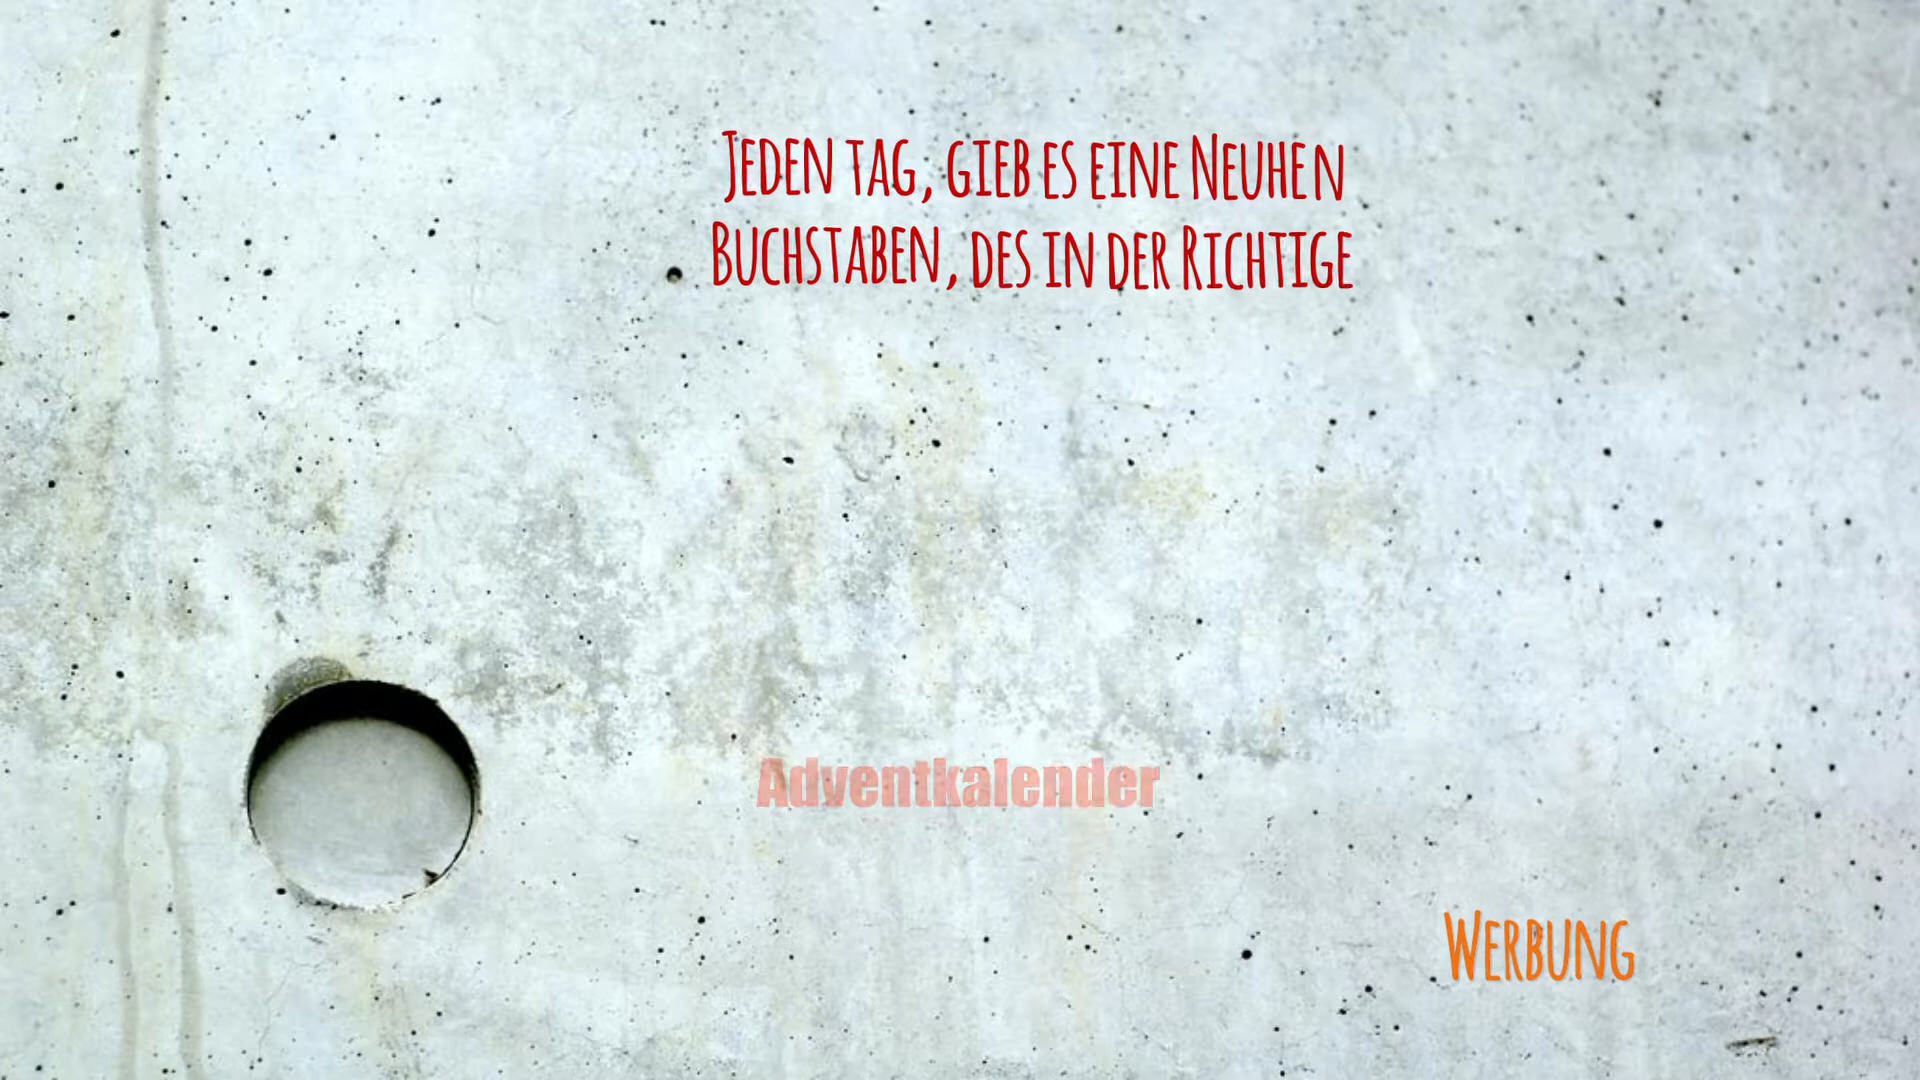 Jeden tag, gieb es eine Neuhen
Buchstaben, des in der Richtige
Adventkalender
Werbung